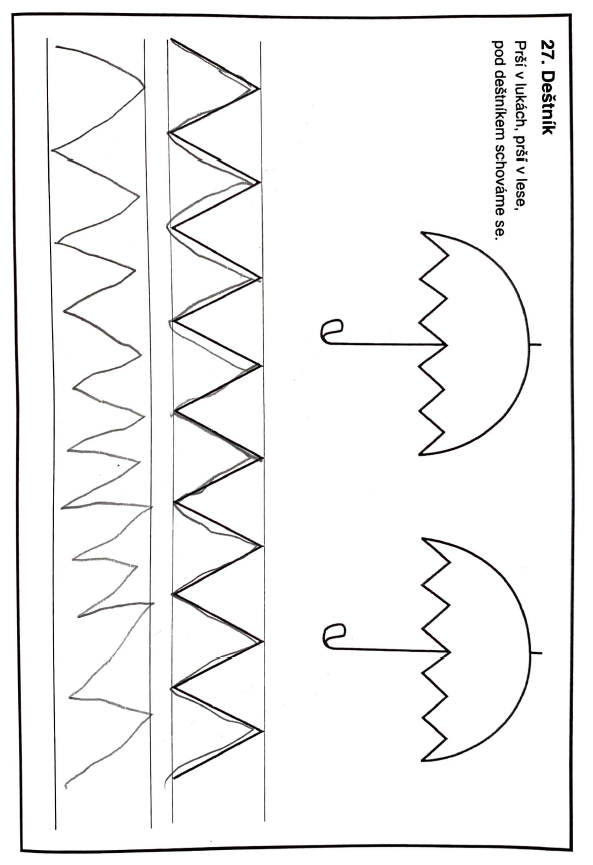 27. Deštník
Prší v lukách, prší v lese,
pod deštníkem schováme se.